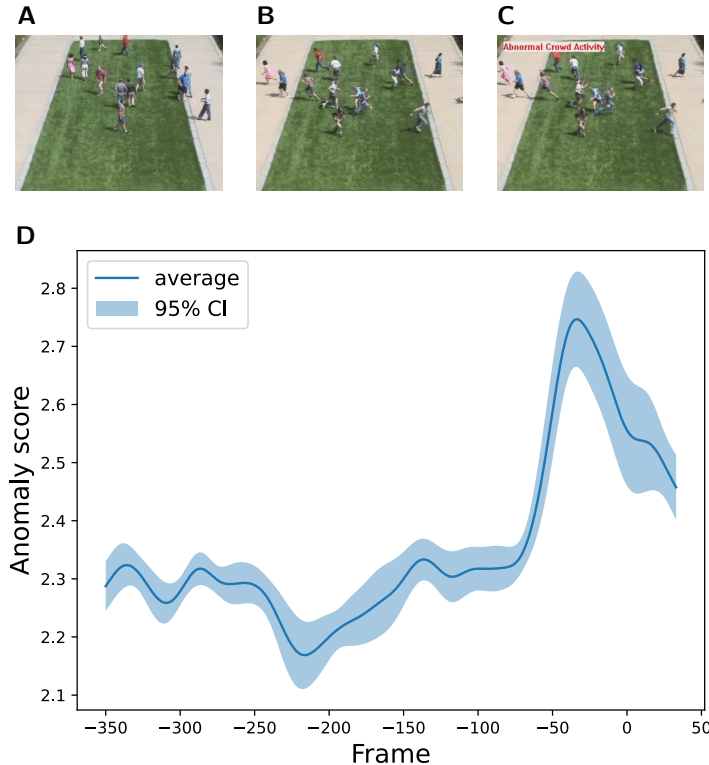 A
B
C
Abnormal Crowd Activity
D
average
95% CI
2.8
2.7
2.6
2.5
2.4
2.3
2.2
2.1
Anomaly score
−350
−300
−250
−200
−150
−100
−50
0
50
Frame